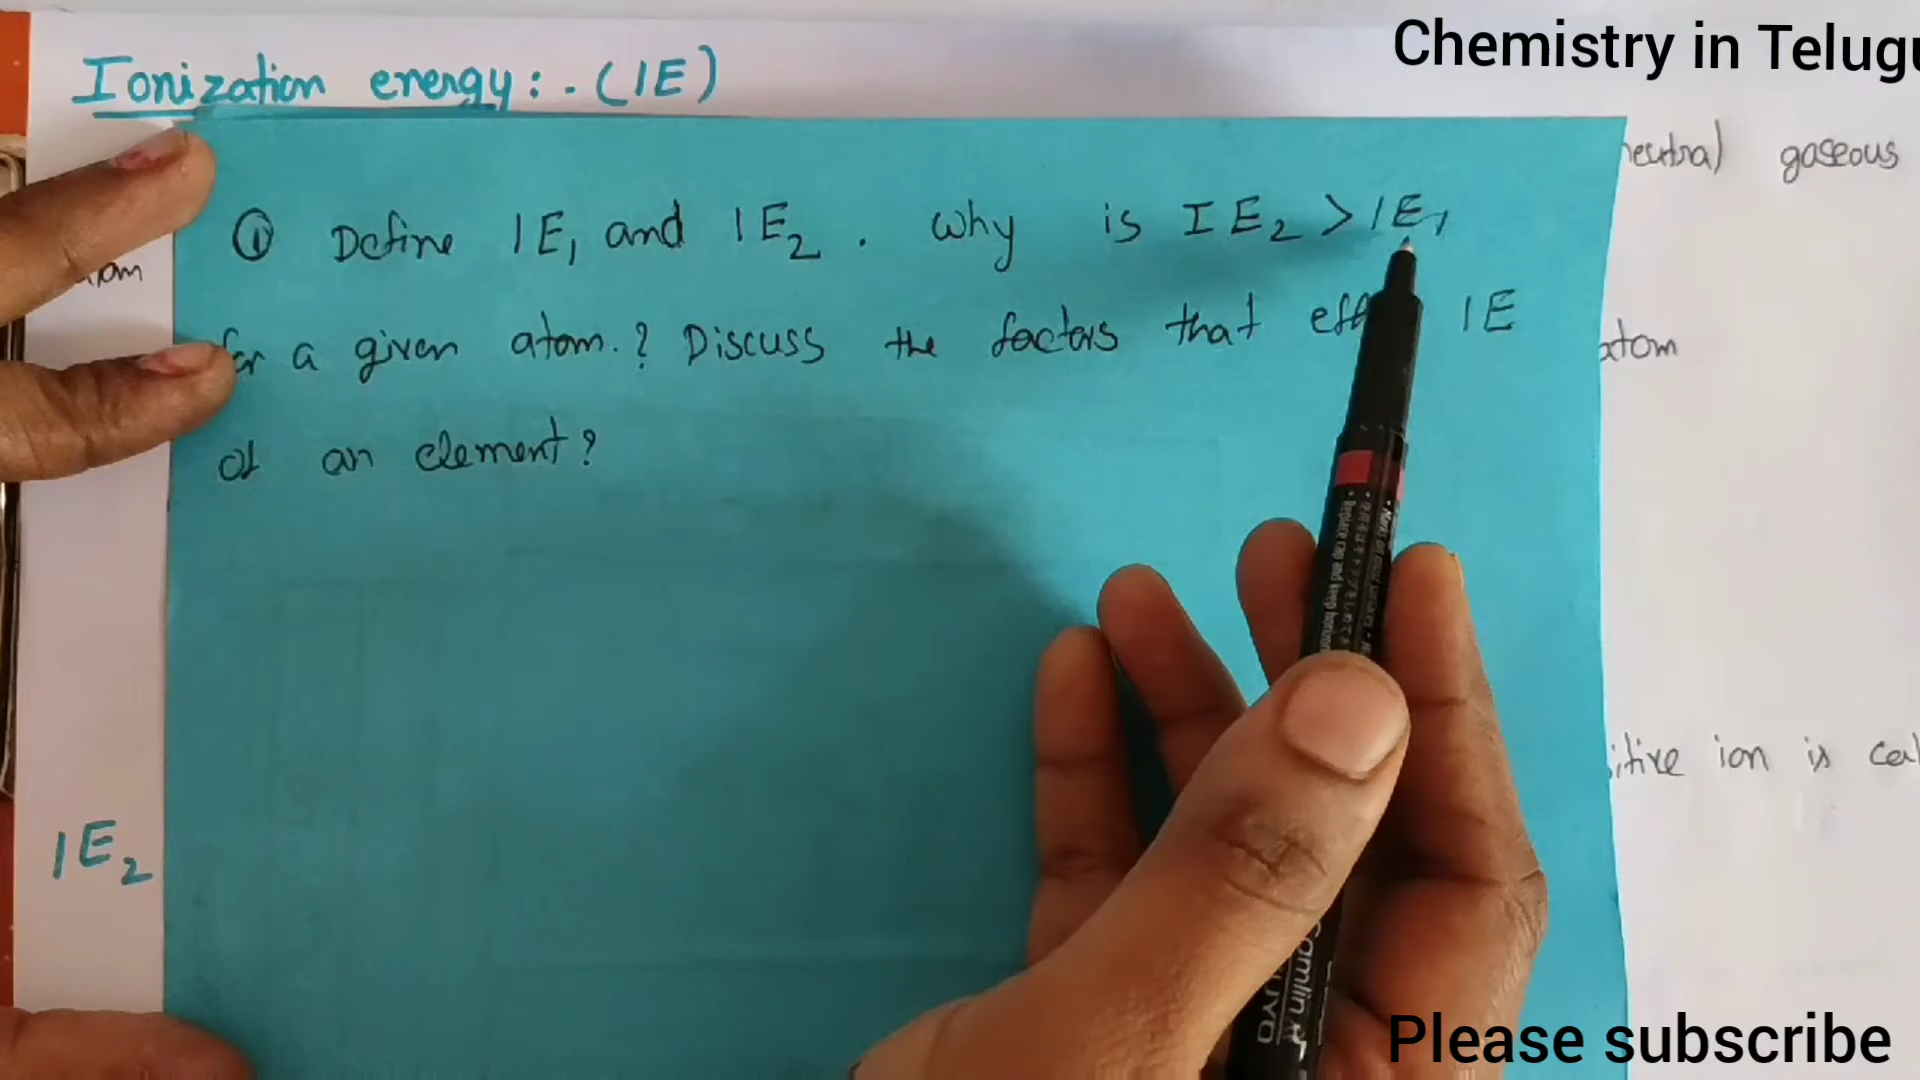 Chemistry in Telugu
Ionization energy: - (IE)
neutral) gaseous
① Define IE1 and IE2. Why is IE2 > IE1
for a given atom.? Discuss the factors that eff IE
atom
of an element?
itive ion is cal
IE2
Please subscribe